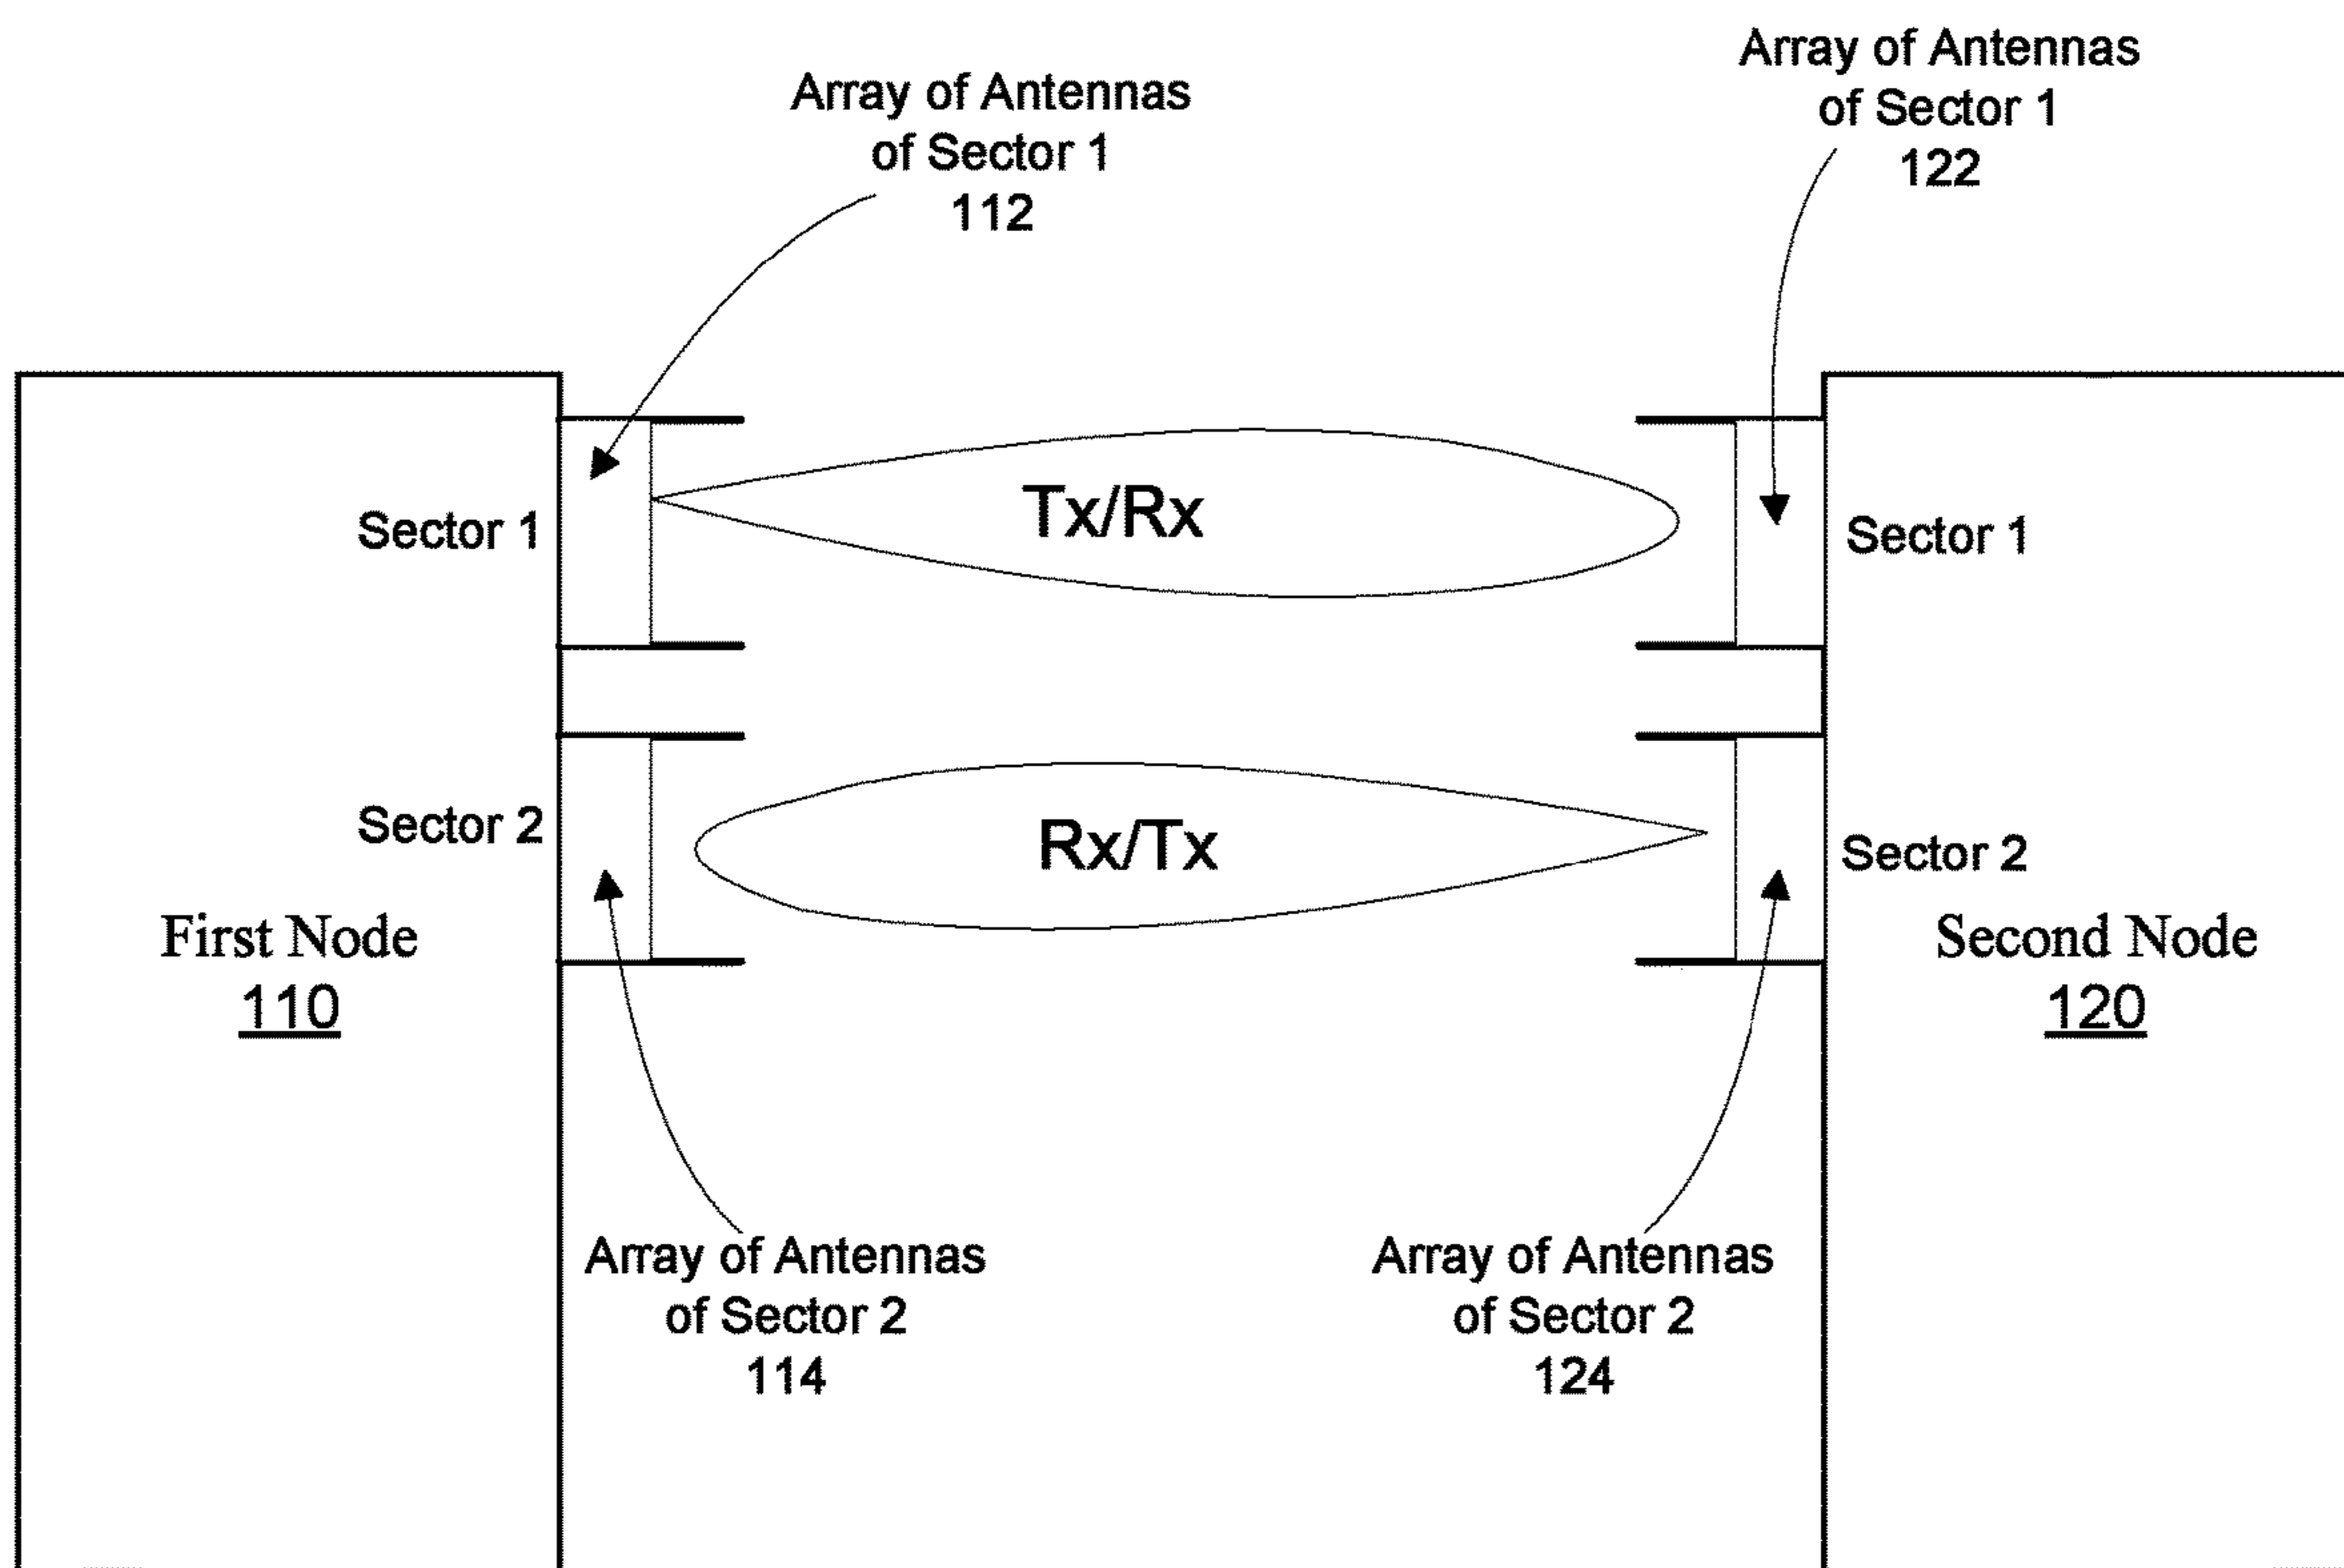 Array of Antennas
of Sector 1
122
Array of Antennas
of Sector 1
112
Tx/Rx
Sector 1
Sector 1
Sector 2
Rx/Tx
Sector 2
First Node
110
Second Node
120
Array of Antennas
of Sector 2
114
Array of Antennas
of Sector 2
124